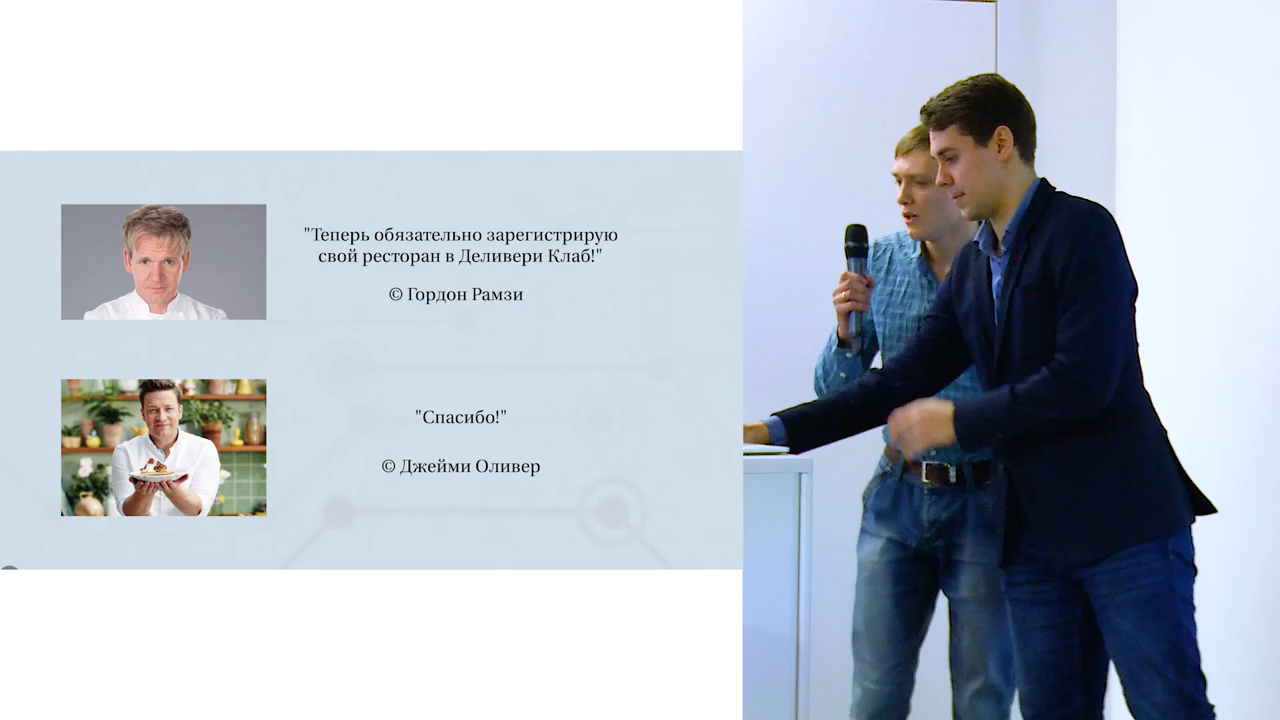 "Теперь обязательно зарегистрирую
свой ресторан в Деливери Клаб!"
© Гордон Рамзи
"Спасибо!"
© Джейми Оливер